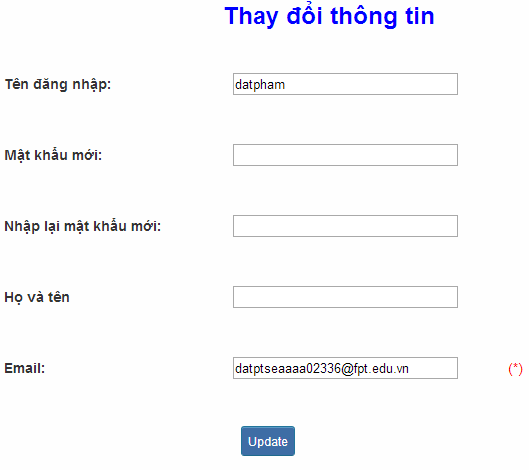 Thay đổi thông tin
Tên đăng nhập: datpham
Mật khẩu mới:
Nhập lại mật khẩu mới:
Họ và tên
Email: datptseaaaa02336@fpt.edu.vn (*)
Update